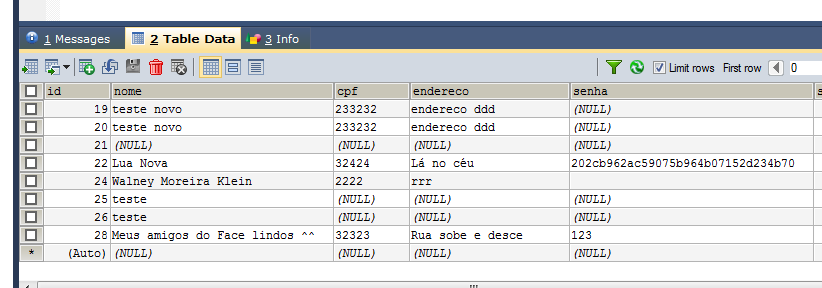 1 Messages 2 Table Data 3 Info
Limit rows First row 0
id nome cpf endereco senha s
19 teste novo 233232 endereco ddd (NULL)
20 teste novo 233232 endereco ddd (NULL)
21 (NULL) (NULL) (NULL) (NULL)
22 Lua Nova 32424 Lá no céu 202cb962ac59075b964b07152d234b70
24 Walney Moreira Klein 2222 rrr
25 teste (NULL) (NULL) (NULL)
26 teste (NULL) (NULL) (NULL)
28 Meus amigos do Face lindos ^^ 32323 Rua sobe e desce 123
* (Auto) (NULL) (NULL) (NULL) (NULL)